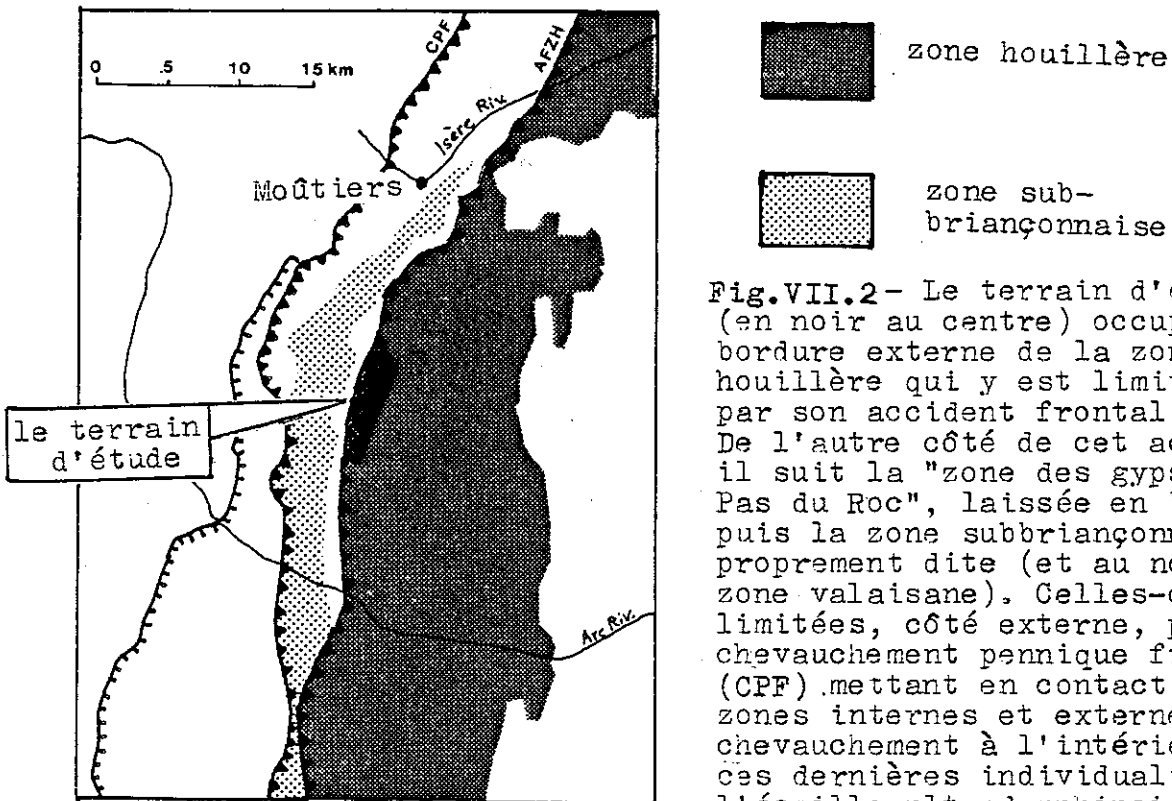 0 5 10 15 km
CPF
AFZH
Isère Riv.
Moûtiers
le terrain
d'étude
Arc Riv.
zone houillère
zone sub-
briançonnaise
Fig.VII.2- Le terrain d'
(en noir au centre) occu
bordure externe de la zon
houillère qui y est limit
par son accident frontal
De l'autre côté de cet a
il suit la "zone des gyps
Pas du Roc", laissée en
puis la zone subbriançonn
proprement dite (et au no
zone valaisane). Celles-c
limitées, côté externe, p
chevauchement pennique f
(CPF) mettant en contact
zones internes et externe
chevauchement à l'intérie
ces dernières individual